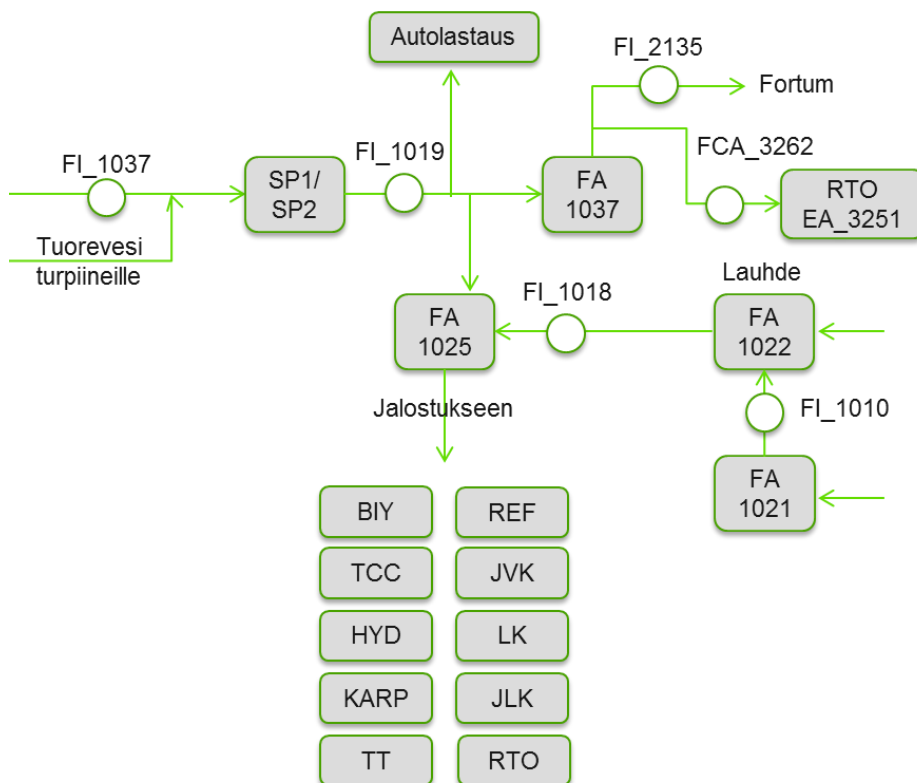 Autolastaus
FI_2135
Fortum
FI_1037
SP1/
SP2
FI_1019
FA
1037
FCA_3262
RTO
EA_3251
Tuorevesi
turpiineille
Lauhde
FA
1025
FI_1018
FA
1022
Jalostukseen
FI_1010
FA
1021
BIY
REF
TCC
JVK
HYD
LK
KARP
JLK
TT
RTO